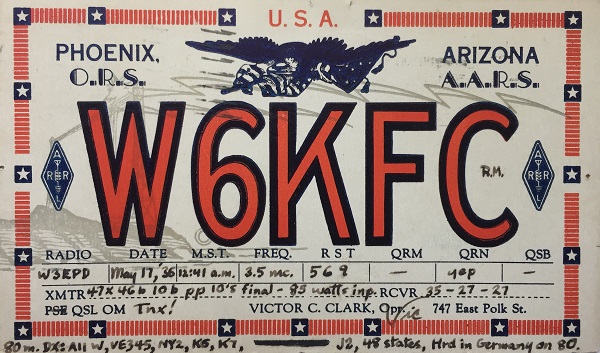 U. S. A.
PHOENIX, ARIZONA
O.R.S. A.A.R.S.
W6KFC
R.M.
A R R L
A R R L
RADIO DATE M.S.T. FREQ. R S T QRM QRN QSB
W3EPD May 17, 36 12:41 a.m. 3.5 mc. 5 6 9 — yep —
XMTR 47x 46 10 pp 10's final - 85 watts inp. RCVR 35 - 27 - 27
PSE QSL OM Tnx! VICTOR C. CLARK, Opr. Vic 747 East Polk St.
80 m. DX: All W, VE345, NY2, K5, K7, J2, 48 states, Hrd in Germany on 80.